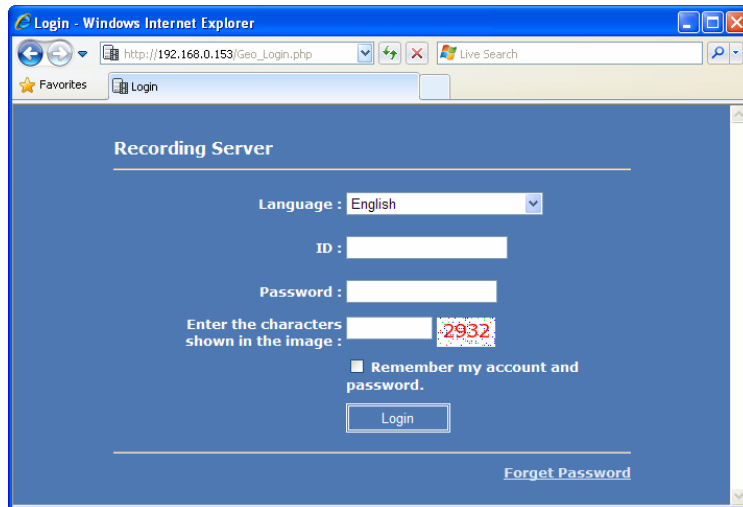 Login - Windows Internet Explorer
http://192.168.0.153/Geo_Login.php
Live Search
Favorites
Login
Recording Server
Language : English
ID :
Password :
Enter the characters
shown in the image :
2932
Remember my account and
password.
Login
Forget Password